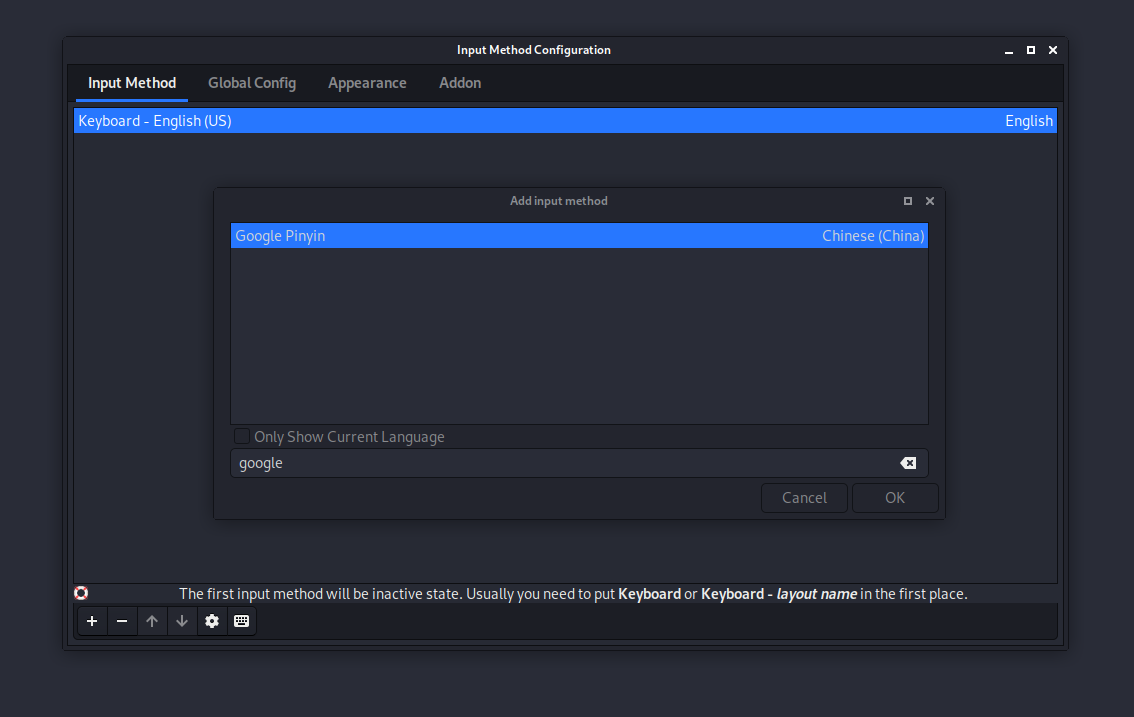 Input Method Configuration
Input Method Global Config Appearance Addon
Keyboard - English (US) English
Add input method
Google Pinyin Chinese (China)
Only Show Current Language
google
Cancel OK
The first input method will be inactive state. Usually you need to put Keyboard or Keyboard - layout name in the first place.